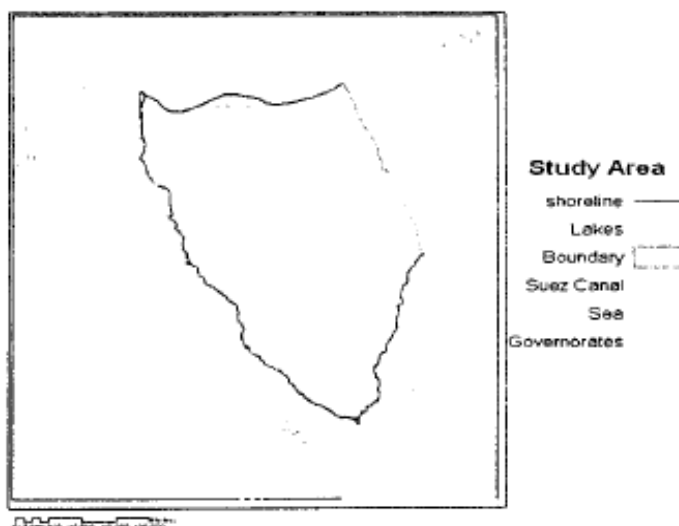 Study Area
shoreline
Lakes
Boundary
Suez Canal
Sea
Governorates